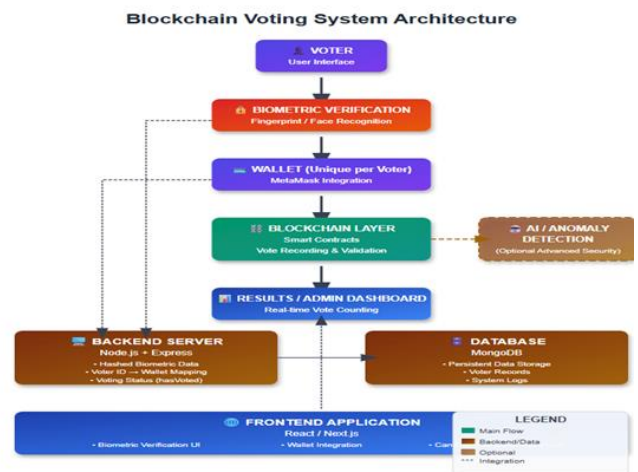 Blockchain Voting System Architecture
VOTER
User Interface
BIOMETRIC VERIFICATION
Fingerprint / Face Recognition
WALLET (Unique per Voter)
MetaMask Integration
BLOCKCHAIN LAYER
Smart Contracts
Vote Recording & Validation
AI / ANOMALY
DETECTION
(Optional Advanced Security)
RESULTS / ADMIN DASHBOARD
Real-time Vote Counting
BACKEND SERVER
Node.js + Express
• Hashed Biometric Data
• Voter ID → Wallet Mapping
• Voting Status (hasVoted)
DATABASE
MongoDB
• Persistent Data Storage
• Voter Records
• System Logs
FRONTEND APPLICATION
React / Next.js
• Biometric Verification UI
• Wallet Integration
LEGEND
Main Flow
Backend/Data
Optional
Integration